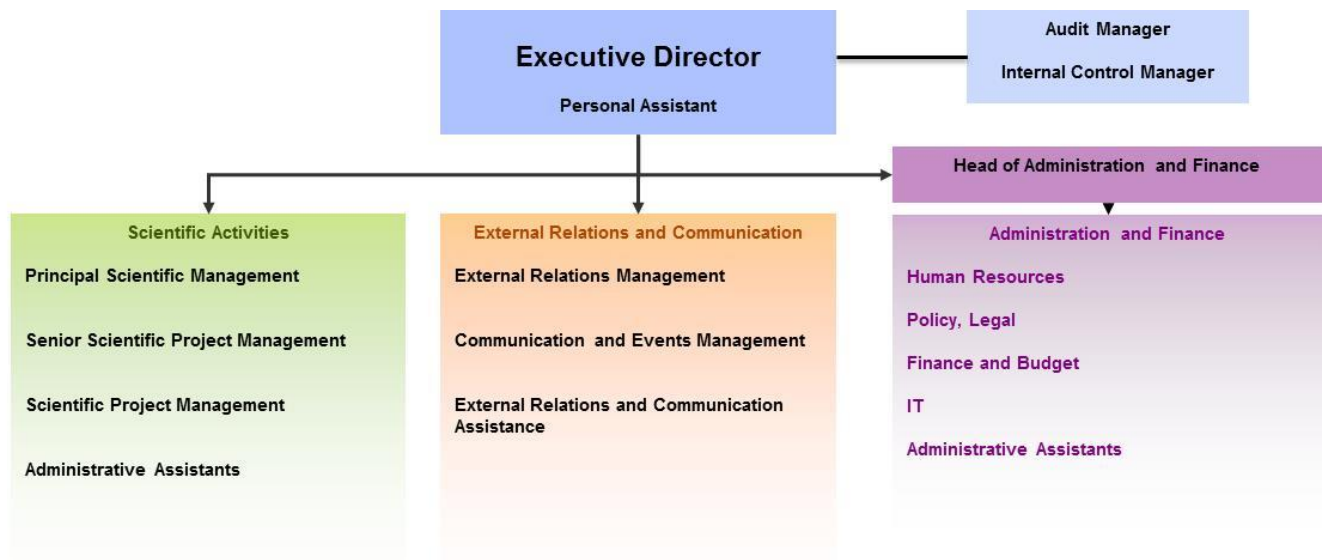 Executive Director
Personal Assistant
Audit Manager
Internal Control Manager
Head of Administration and Finance
Scientific Activities
Principal Scientific Management
Senior Scientific Project Management
Scientific Project Management
Administrative Assistants
External Relations and Communication
External Relations Management
Communication and Events Management
External Relations and Communication
Assistance
Administration and Finance
Human Resources
Policy, Legal
Finance and Budget
IT
Administrative Assistants